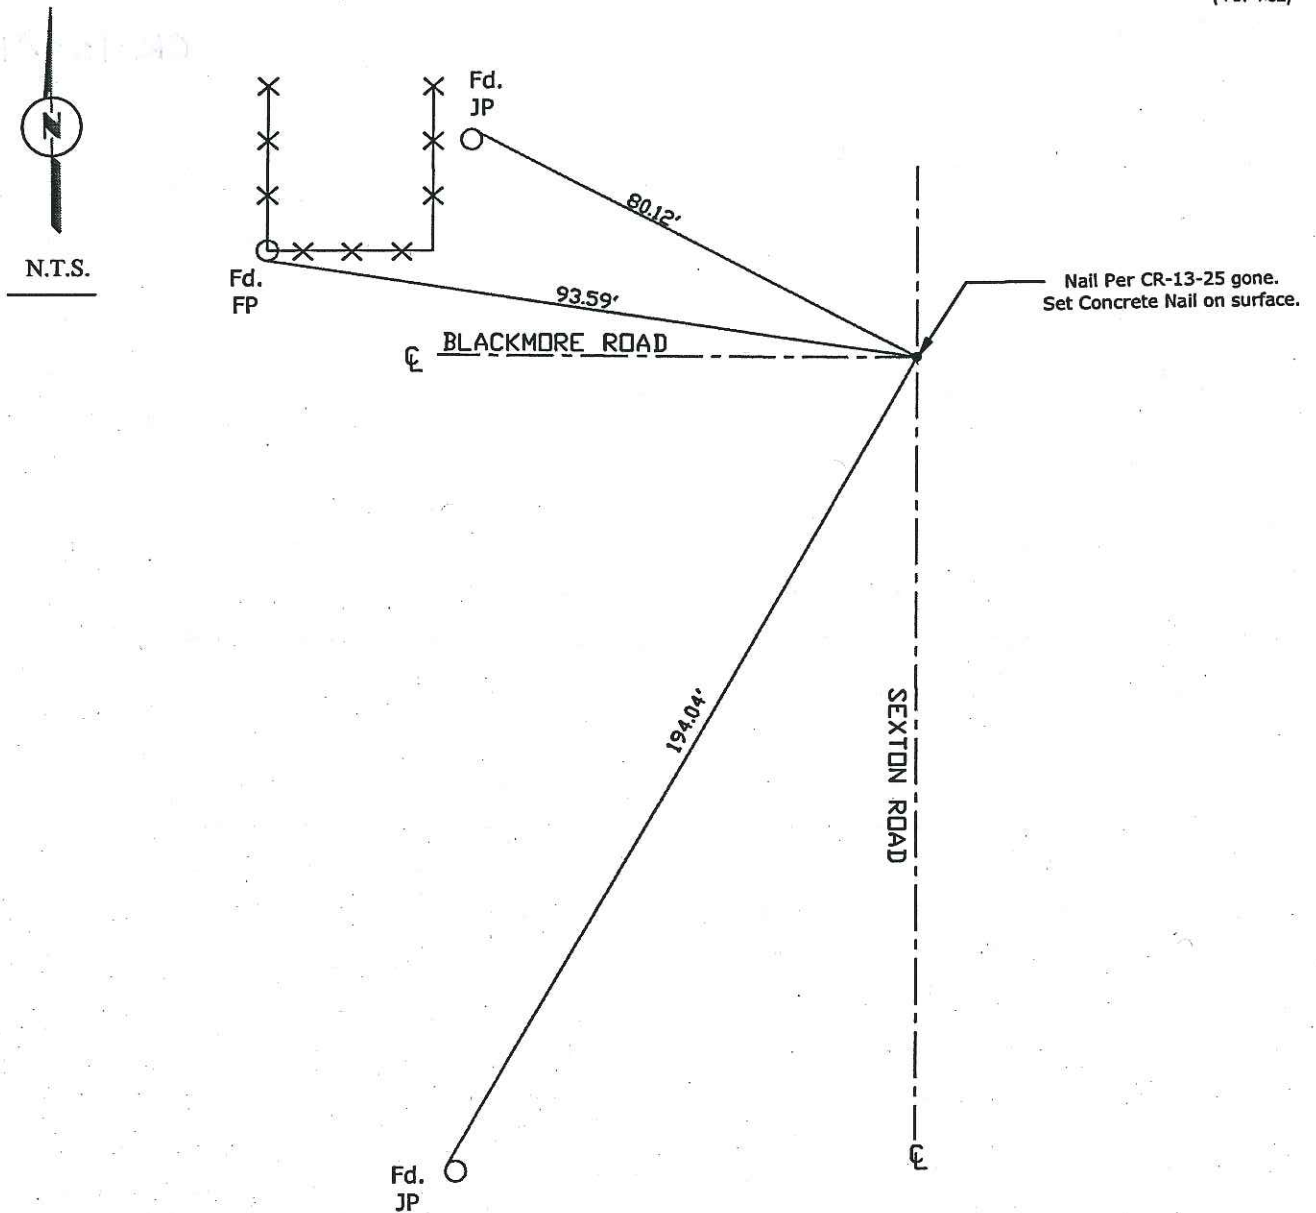 Fd.
JP
N
80.12'
N.T.S.
Fd.
FP
93.59'
Nail Per CR-13-25 gone.
Set Concrete Nail on surface.
℄ BLACKMORE ROAD
194.04'
SEXTON ROAD
℄
Fd.
JP